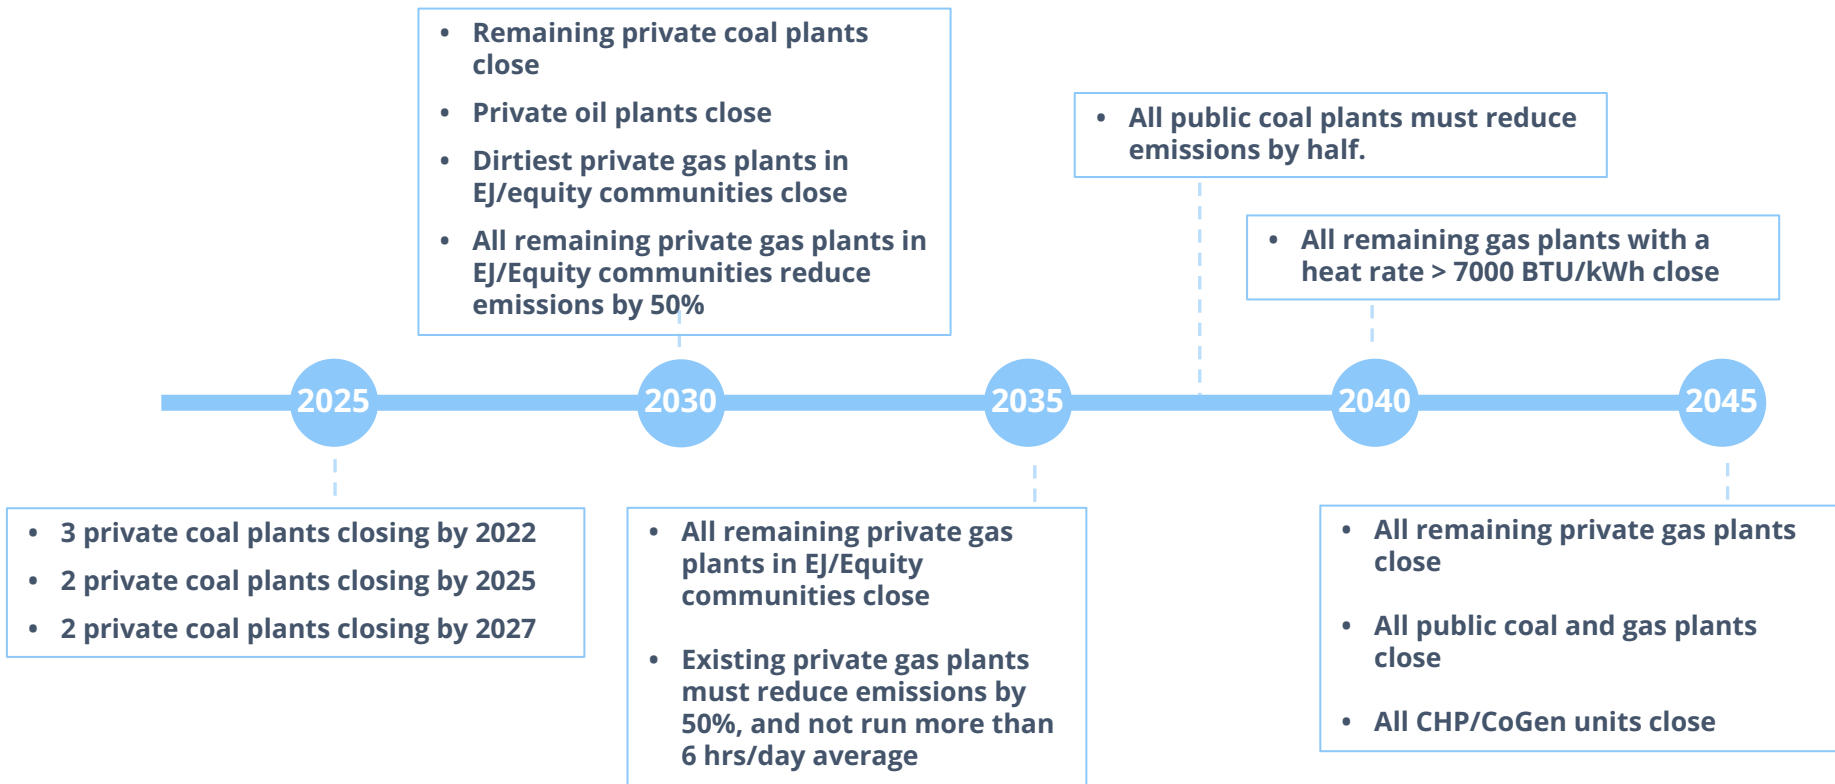 • Remaining private coal plants
close
• Private oil plants close
• Dirtiest private gas plants in
EJ/equity communities close
• All remaining private gas plants in
EJ/Equity communities reduce
emissions by 50%
• All public coal plants must reduce
emissions by half.
• All remaining gas plants with a
heat rate > 7000 BTU/kWh close
2025
2030
2035
2040
2045
• 3 private coal plants closing by 2022
• 2 private coal plants closing by 2025
• 2 private coal plants closing by 2027
• All remaining private gas
plants in EJ/Equity
communities close
• Existing private gas plants
must reduce emissions by
50%, and not run more than
6 hrs/day average
• All remaining private gas plants
close
• All public coal and gas plants
close
• All CHP/CoGen units close